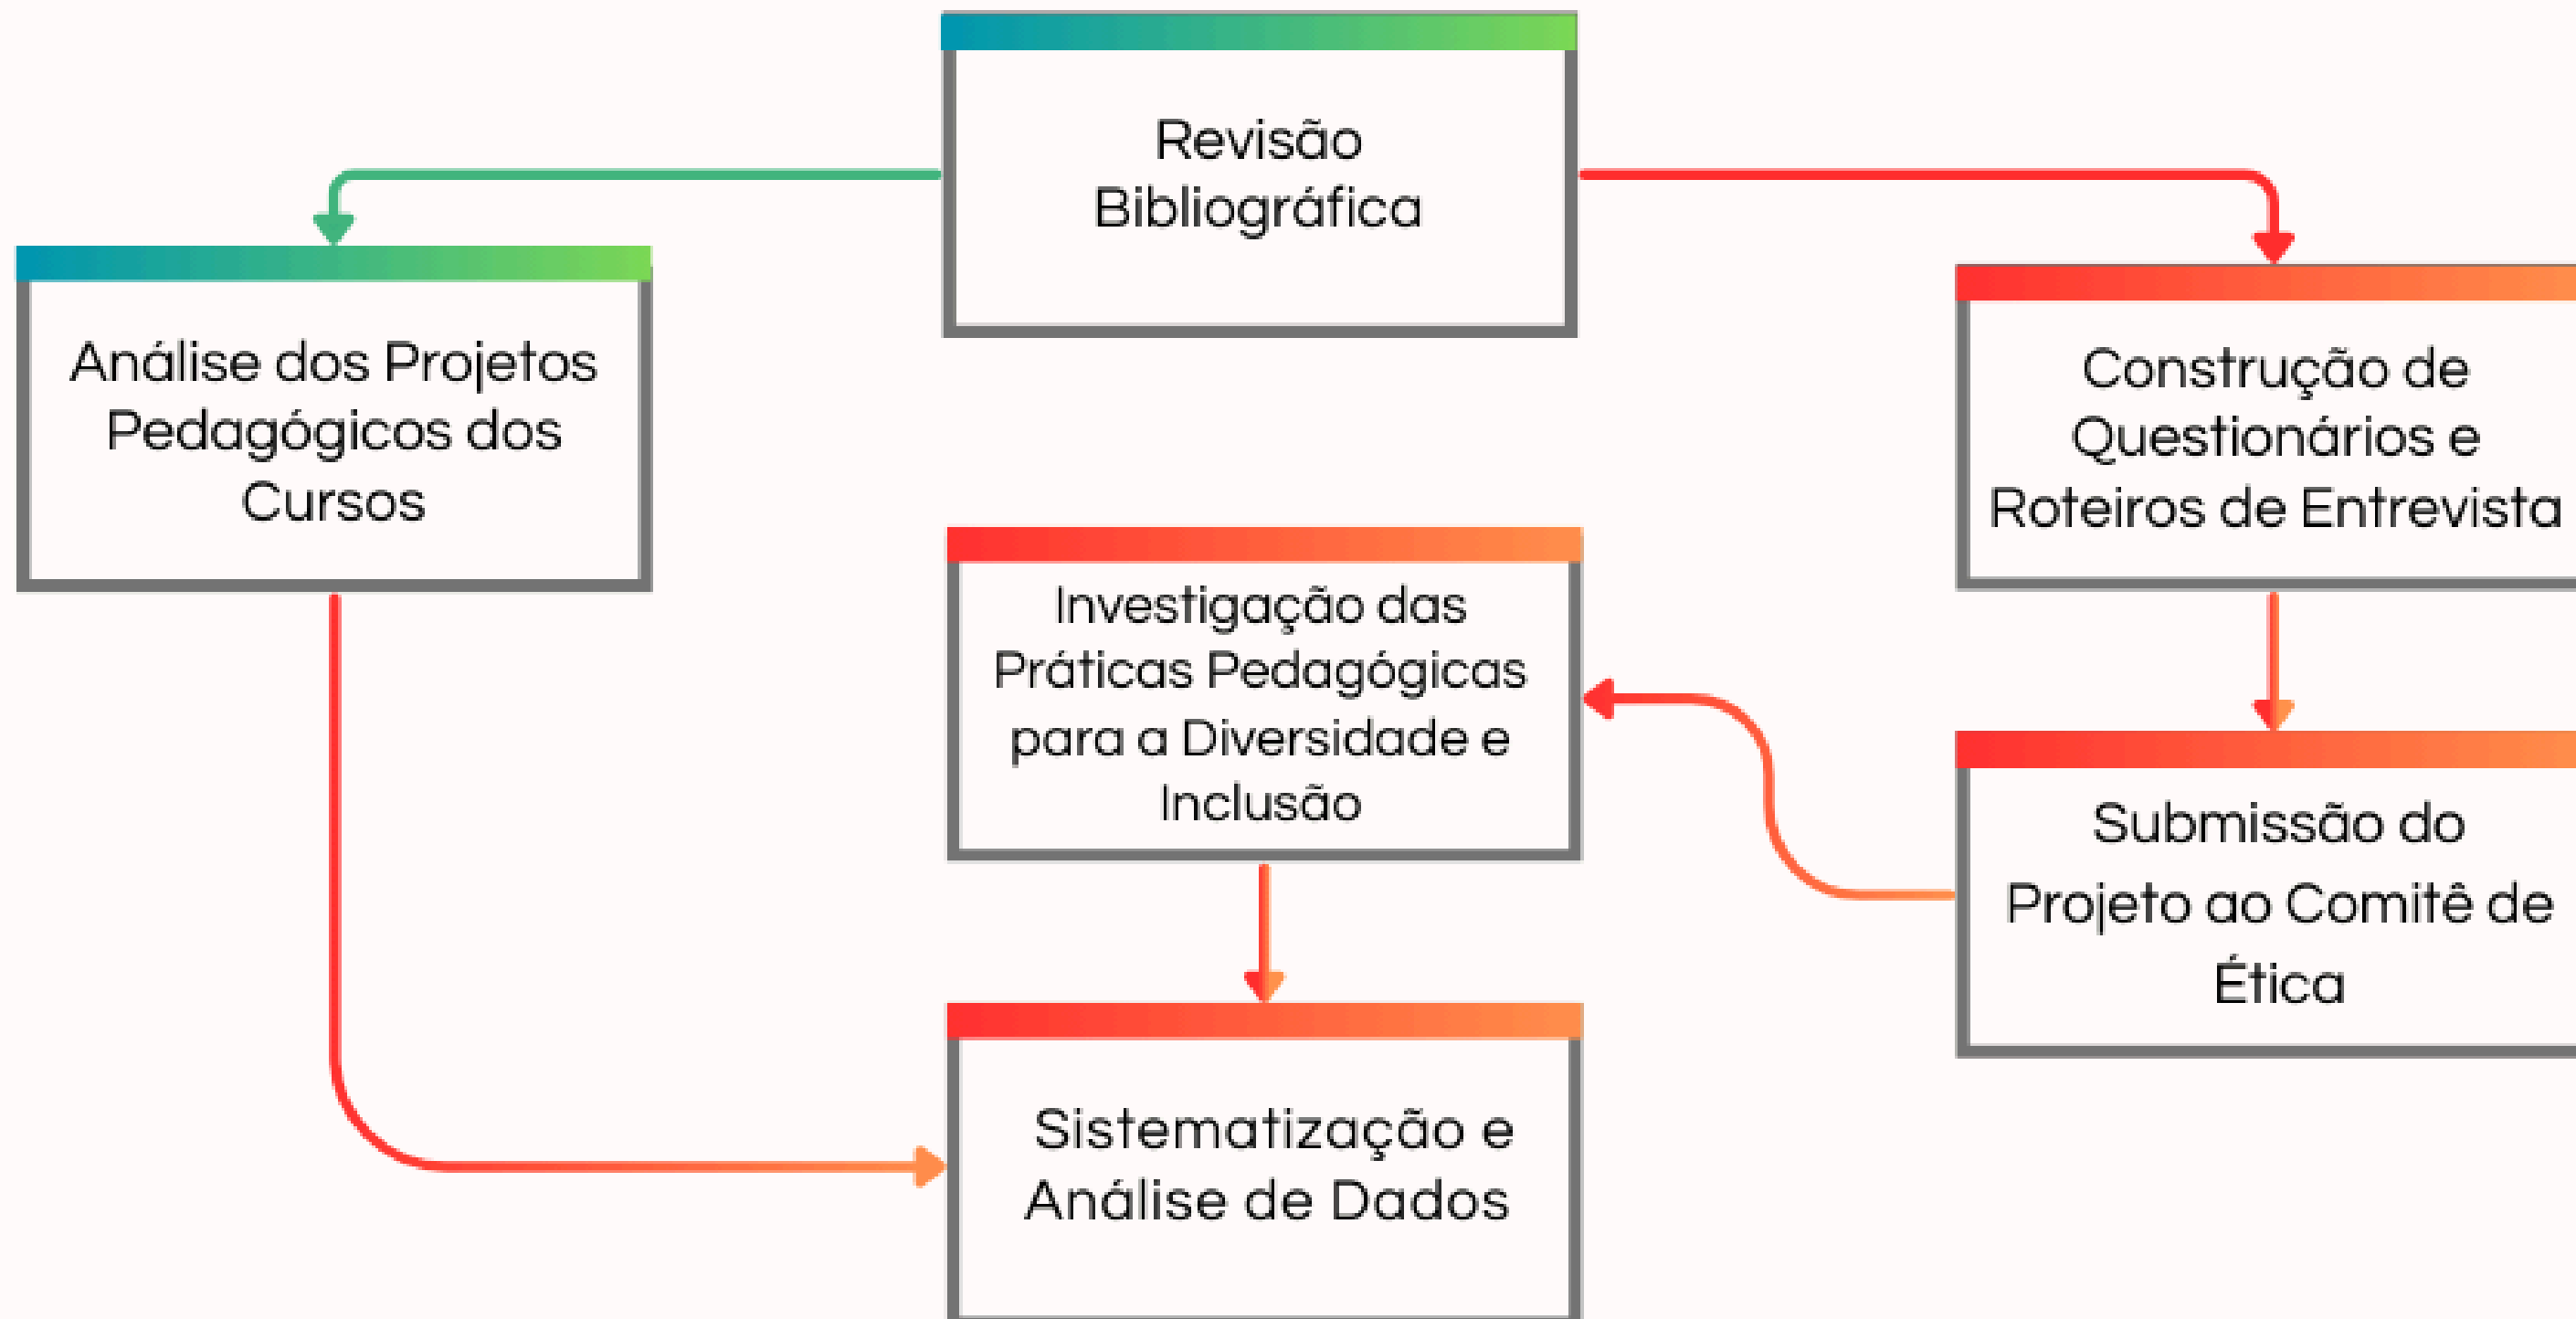 Revisão
Bibliográfica
Análise dos Projetos
Pedagógicos dos
Cursos
Construção de
Questionários e
Roteiros de Entrevista
Investigação das
Práticas Pedagógicas
para a Diversidade e
Inclusão
Submissão do
Projeto ao Comitê de
Ética
Sistematização e
Análise de Dados